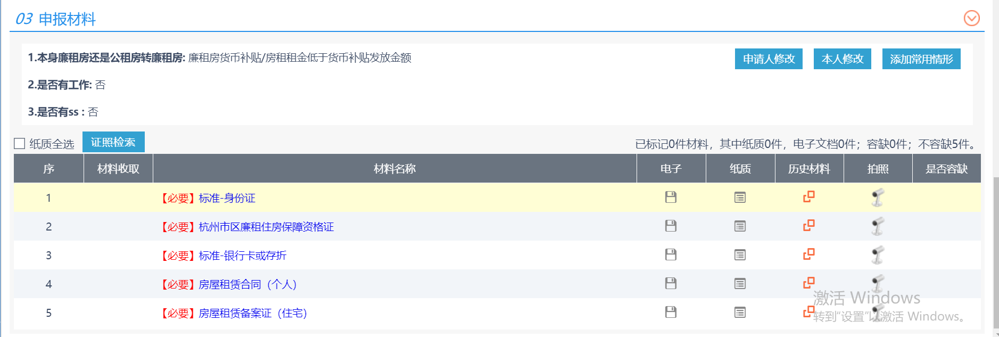 03 申报材料
1.本身廉租房还是公租房转廉租房: 廉租房货币补贴/房租租金低于货币补贴发放金额
申请人修改 本人修改 添加常用情形
2.是否有工作: 否
3.是否有ss : 否
纸质全选 证照检索 已标记0件材料，其中纸质0件，电子文档0件；容缺0件；不容缺5件。
序 材料收取 材料名称 电子 纸质 历史材料 拍照 是否容缺
1 【必要】标准-身份证
2 【必要】杭州市区廉租住房保障资格证
3 【必要】标准-银行卡或存折
4 【必要】房屋租赁合同（个人）
激活 Windows
5 【必要】房屋租赁备案证（住宅）
转到“设置”以激活 Windows。